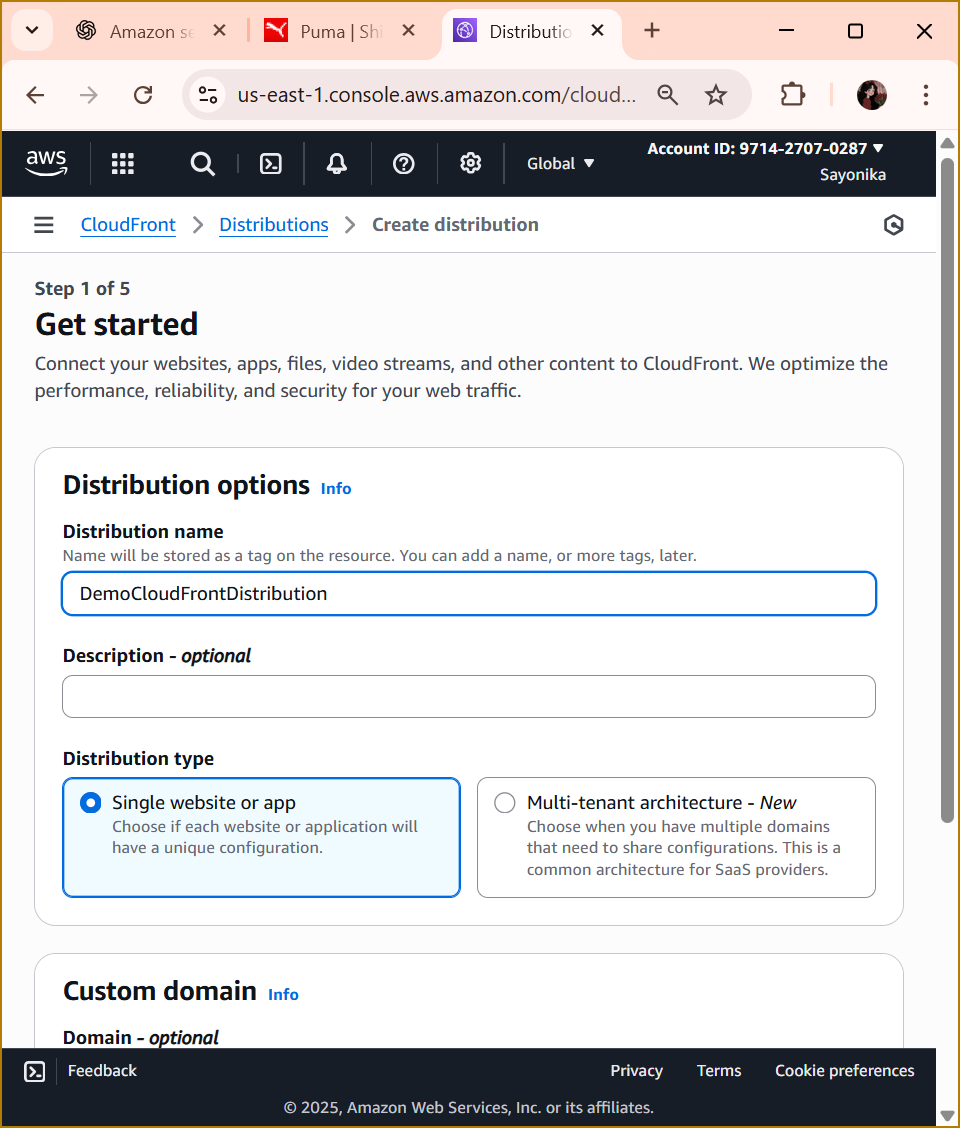 Amazon se
Puma | Shi
Distributio
us-east-1.console.aws.amazon.com/cloud...
aws
Global
Account ID: 9714-2707-0287
Sayonika
CloudFront
Distributions
Create distribution
Step 1 of 5
Get started
Connect your websites, apps, files, video streams, and other content to CloudFront. We optimize the
performance, reliability, and security for your web traffic.
Distribution options Info
Distribution name
Name will be stored as a tag on the resource. You can add a name, or more tags, later.
DemoCloudFrontDistribution
Description - optional
Distribution type
Single website or app
Choose if each website or application will
have a unique configuration.
Multi-tenant architecture - New
Choose when you have multiple domains
that need to share configurations. This is a
common architecture for SaaS providers.
Custom domain Info
Domain - optional
Feedback
Privacy
Terms
Cookie preferences
© 2025, Amazon Web Services, Inc. or its affiliates.